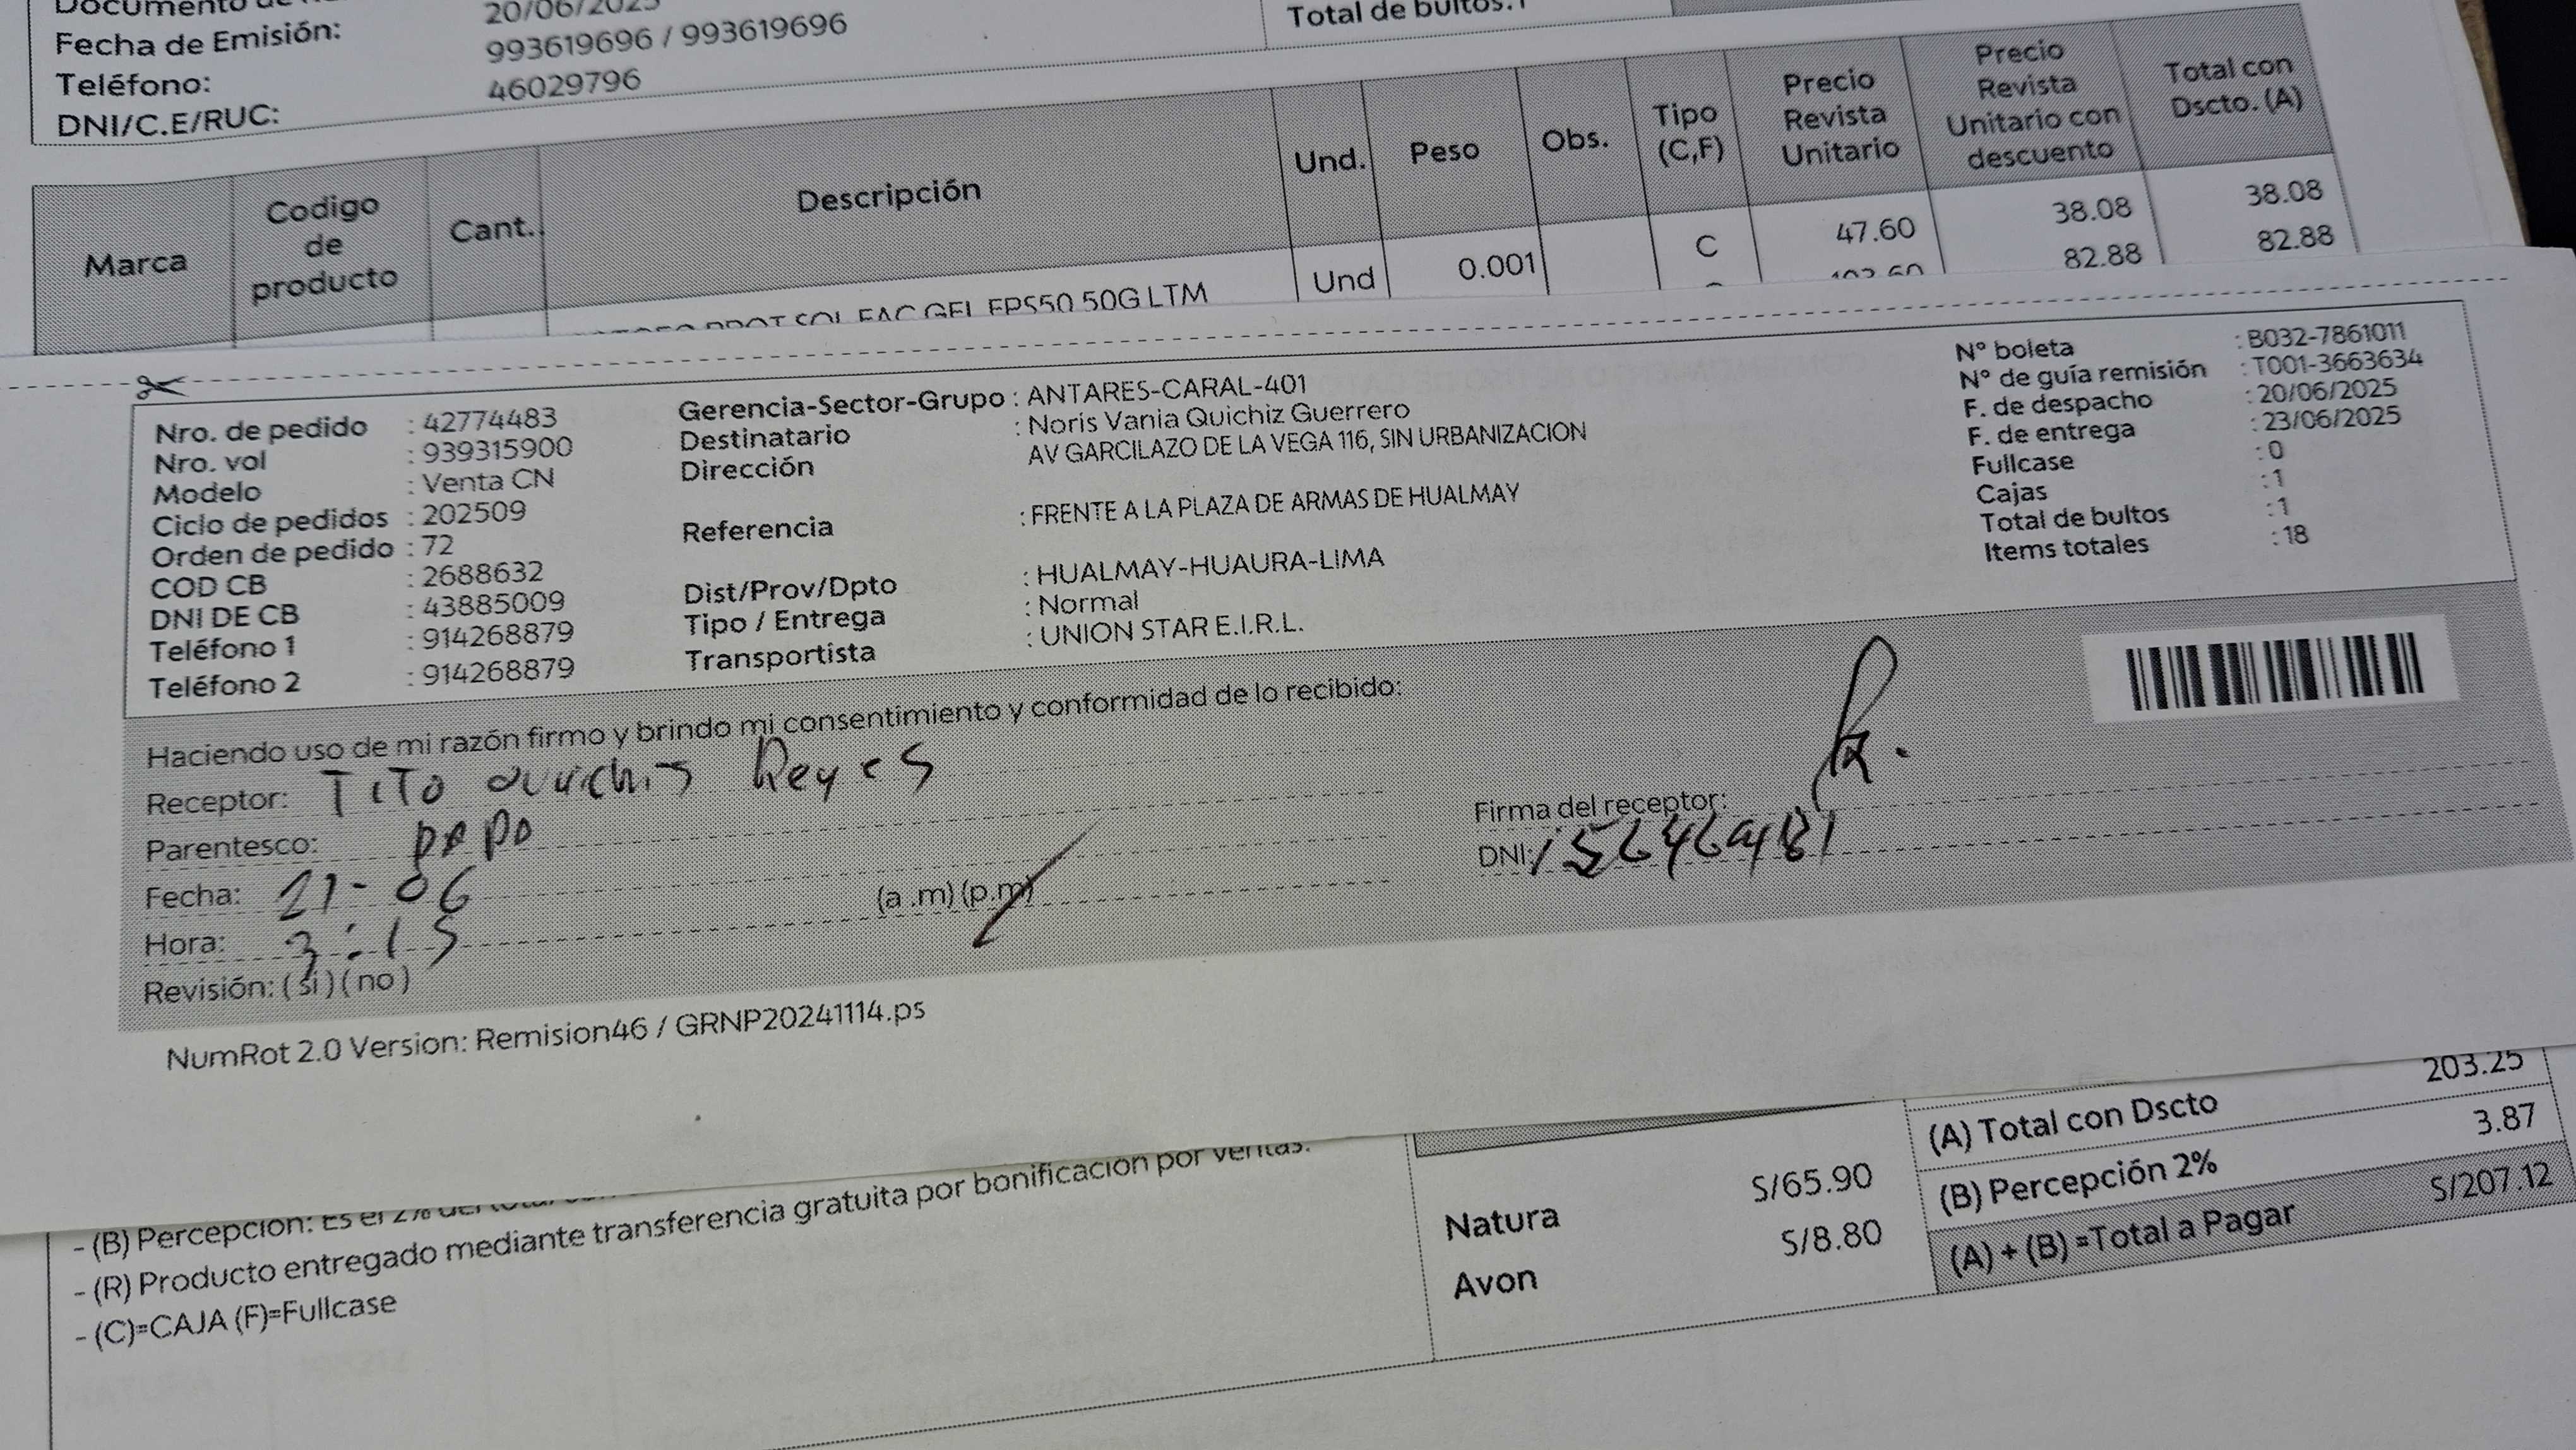 Fecha de Emisión: 20/06/2025
Teléfono: 993619696 / 993619696
DNI/C.E/RUC: 46029796
Total de bultos: 1
Marca Codigo de producto Cant. Descripción Und. Peso Obs. Tipo (C,F) Precio Revista Unitario Precio Revista Unitario con descuento Total con Dscto. (A)
PROT SOL FAC GEL FPS50 50G LTM Und 0.001 C 47.60 38.08 38.08
103.60 82.88 82.88
Nro. de pedido : 42774483
Nro. vol : 939315900
Modelo : Venta CN
Ciclo de pedidos : 202509
Orden de pedido : 72
COD CB : 2688632
DNI DE CB : 43885009
Teléfono 1 : 914268879
Teléfono 2 : 914268879
Gerencia-Sector-Grupo : ANTARES-CARAL-401
Destinatario : Noris Vania Quichiz Guerrero
Dirección AV GARCILAZO DE LA VEGA 116, SIN URBANIZACION
Referencia : FRENTE A LA PLAZA DE ARMAS DE HUALMAY
Dist/Prov/Dpto : HUALMAY-HUAURA-LIMA
Tipo / Entrega : Normal
Transportista : UNION STAR E.I.R.L.
N° boleta : B032-7861011
N° de guía remisión : T001-3663634
F. de despacho : 20/06/2025
F. de entrega : 23/06/2025
Fullcase : 0
Cajas : 1
Total de bultos : 1
Items totales : 18
Haciendo uso de mi razón firmo y brindo mi consentimiento y conformidad de lo recibido:
Receptor: Tito Quichis Reyes
Parentesco: papa
Fecha: 21-06
Hora: 3:15 (a .m) (p.m)
Revisión: ( si ) ( no )
Firma del receptor:
DNI: 15646481
NumRot 2.0 Version: Remision46 / GRNP20241114.ps
- (B) Percepción: Es el 2% del total
- (R) Producto entregado mediante transferencia gratuita por bonificación por ventas.
- (C)=CAJA (F)=Fullcase
Natura S/65.90
Avon S/8.80
(A) Total con Dscto 203.25
(B) Percepción 2% 3.87
(A) + (B) =Total a Pagar S/207.12